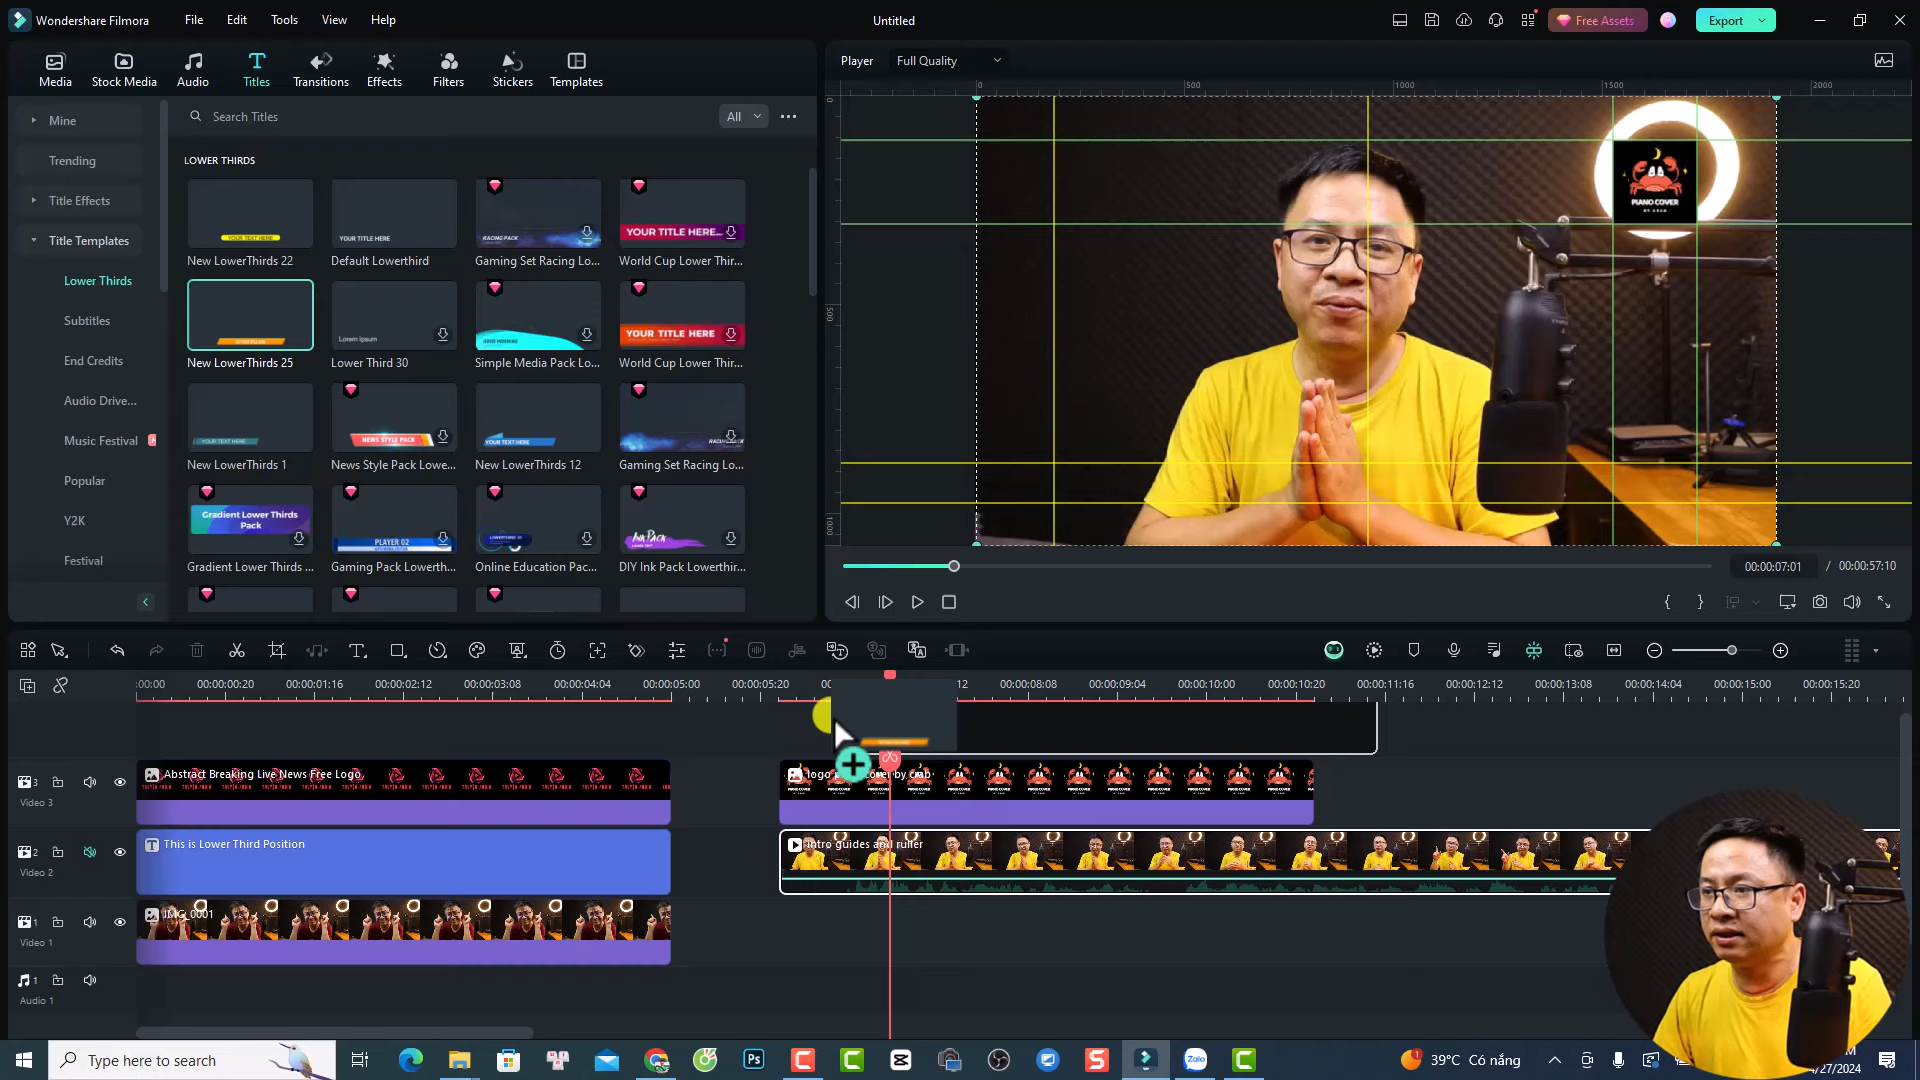 Wondershare Filmora
File
Edit
Tools
View
Help
Untitled
Free Assets
Export
Media
Stock Media
Audio
Titles
Transitions
Effects
Filters
Stickers
Templates
Player
Full Quality
Mine
Trending
Title Effects
Title Templates
Lower Thirds
Subtitles
End Credits
Audio Drive...
Music Festival
Popular
Y2K
Festival
Search Titles
All
LOWER THIRDS
YOUR TEXT HERE
YOUR TITLE HERE
RACING PACK
YOUR TITLE HERE...
New LowerThirds 22
Default Lowerthird
Gaming Set Racing Lo...
World Cup Lower Thir...
Lorem Ipsum
GOOD MORNING
YOUR TITLE HERE
New LowerThirds 25
Lower Third 30
Simple Media Pack Lo...
World Cup Lower Thir...
YOUR TEXT HERE
NEWS STYLE PACK
YOUR TEXT HERE
New LowerThirds 1
News Style Pack Lowe...
New LowerThirds 12
Gaming Set Racing Lo...
Gradient Lower Thirds
Pack
PLAYER 02
Gradient Lower Thirds ...
Gaming Pack Lowerth...
Online Education Pac...
DIY Ink Pack Lowerthir...
0
500
1000
1500
2000
0
500
1000
PIANO COVER
BY CRAB
00:00:07:01 / 00:00:57:10
:00:00
00:00:00:20
00:00:01:16
00:00:02:12
00:00:03:08
00:00:04:04
00:00:05:00
00:00:05:20
12
00:00:08:08
00:00:09:04
00:00:10:00
00:00:10:20
00:00:11:16
00:00:12:12
00:00:13:08
00:00:14:04
00:00:15:00
00:00:15:20
3
Video 3
Abstract Breaking Live News Free Logo
2
Video 2
This is Lower Third Position
intro guides and ruller
1
Video 1
IMG_0001
1
Audio 1
Type here to search
Ps
Zalo
1
39°C Có nắng